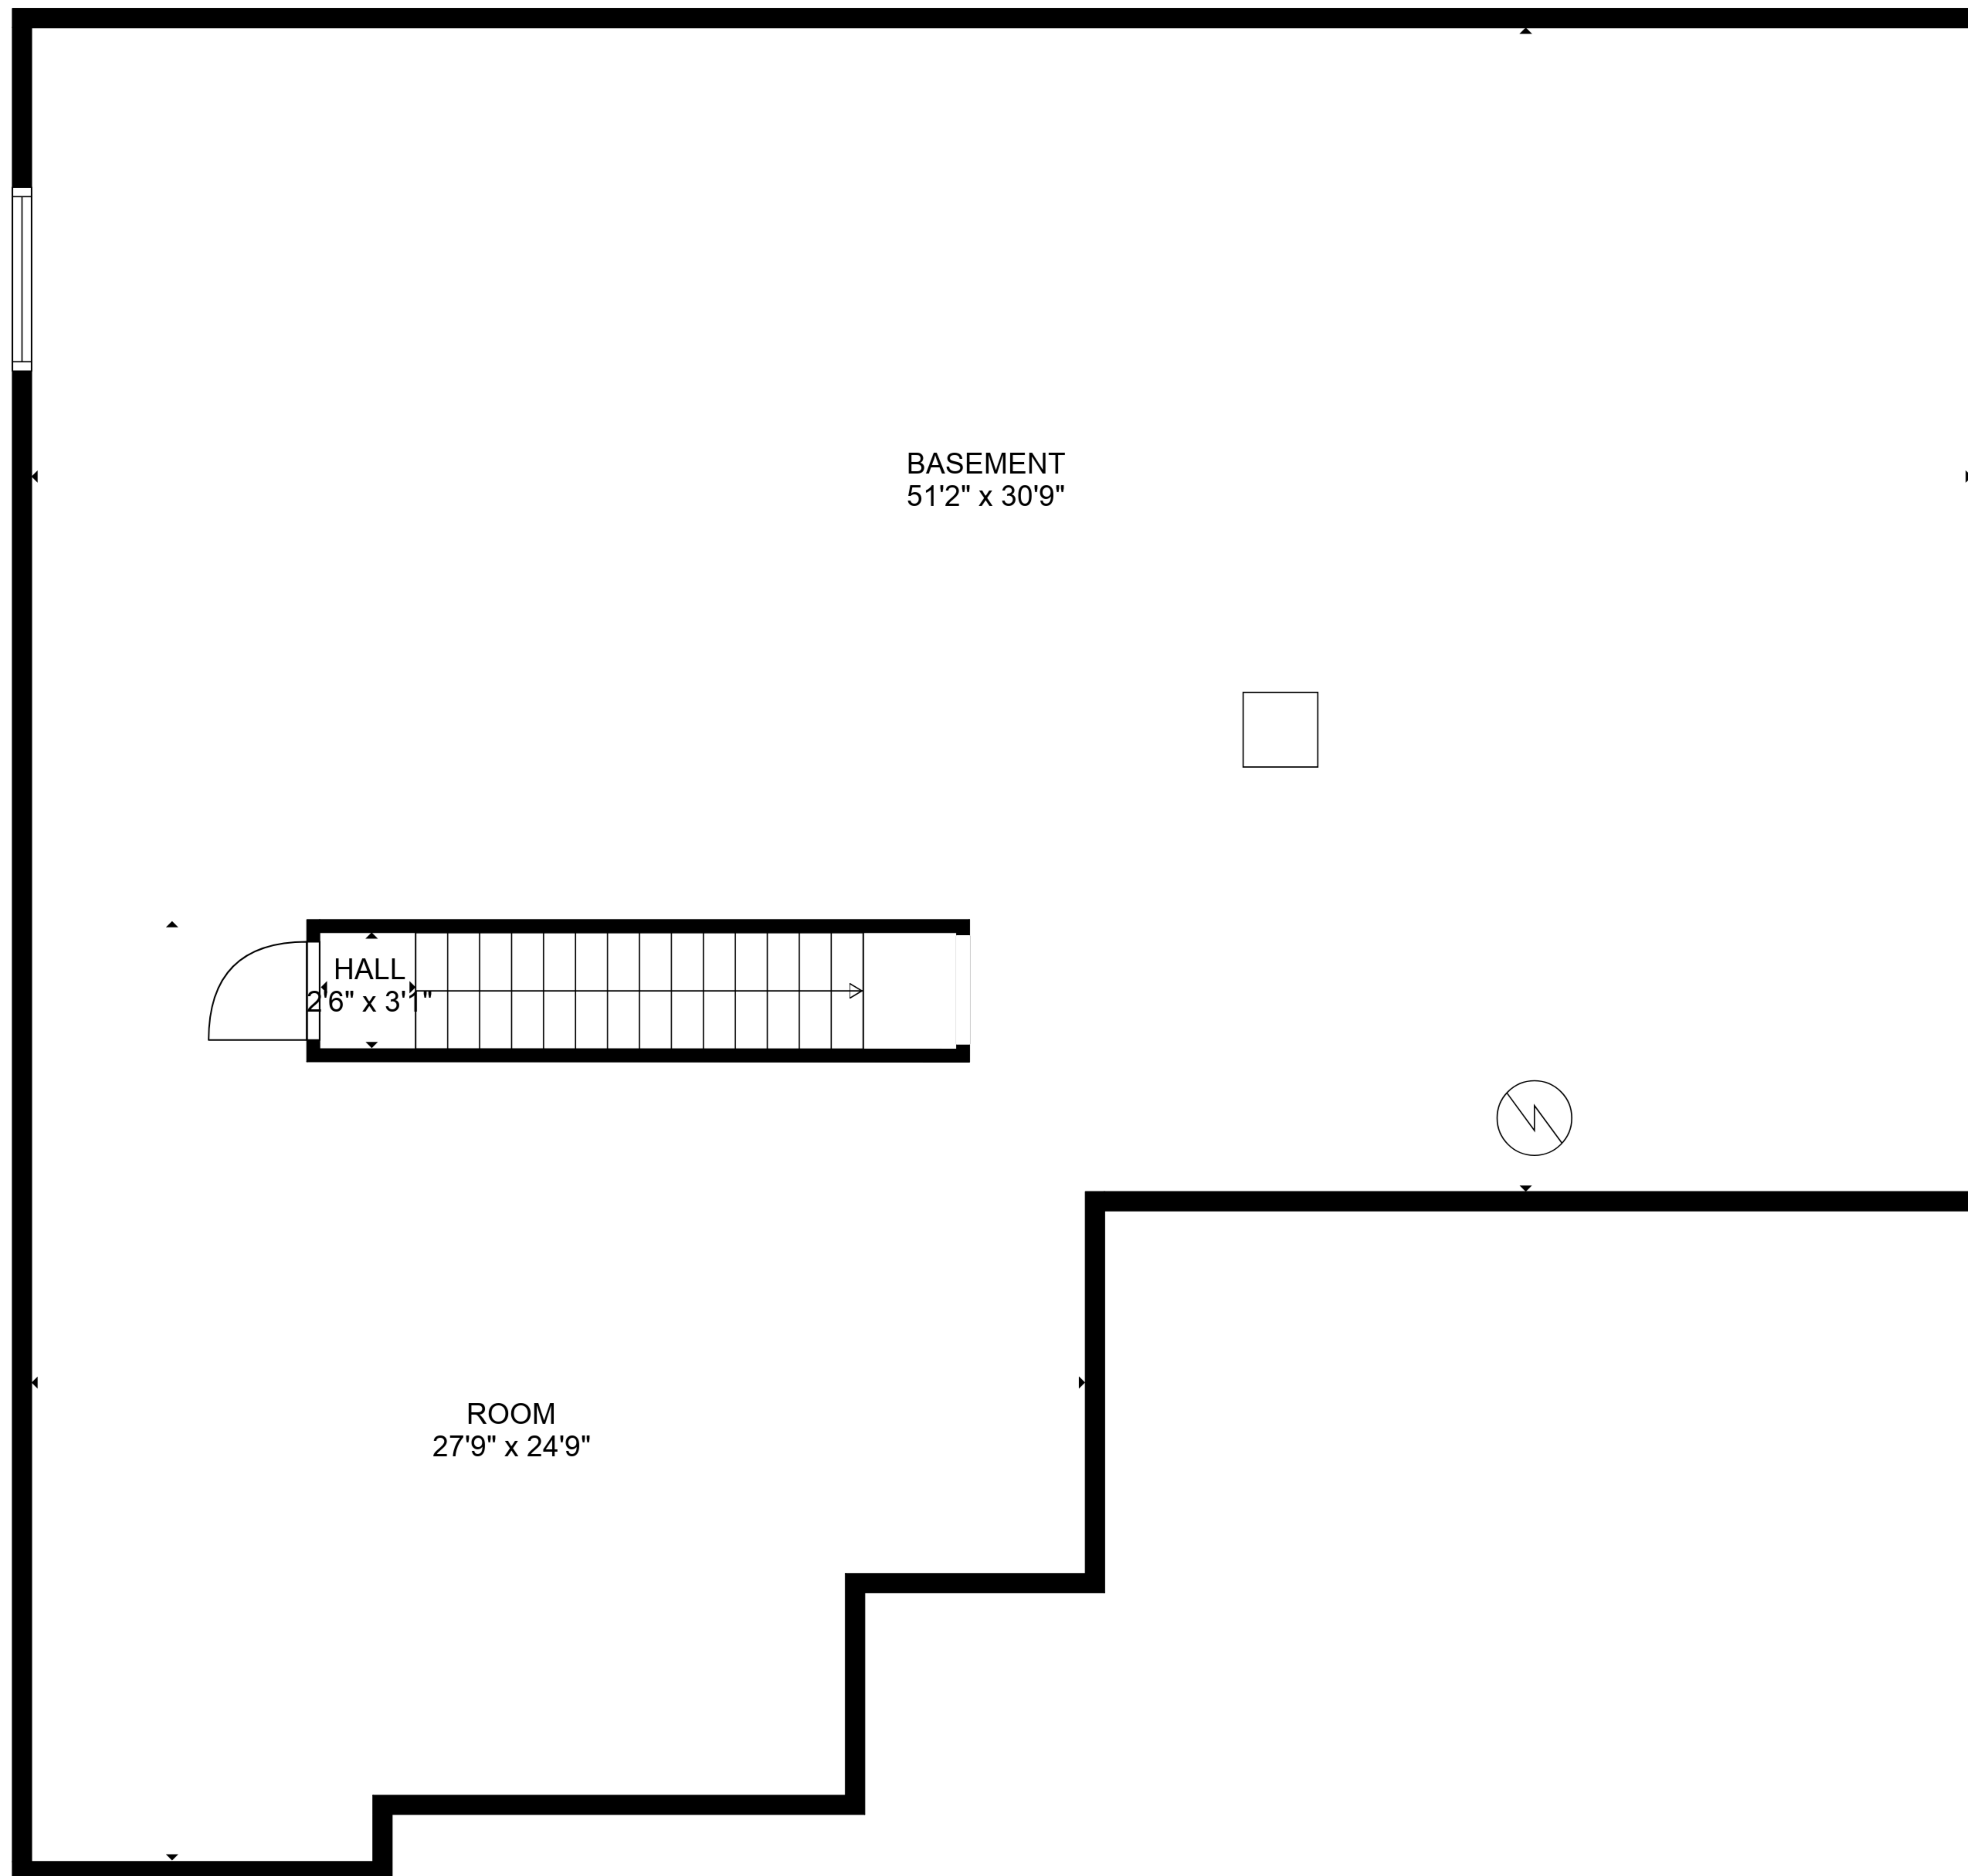 BASEMENT
51'2" x 30'9"
HALL
2'6" x 3'1"
ROOM
27'9" x 24'9"